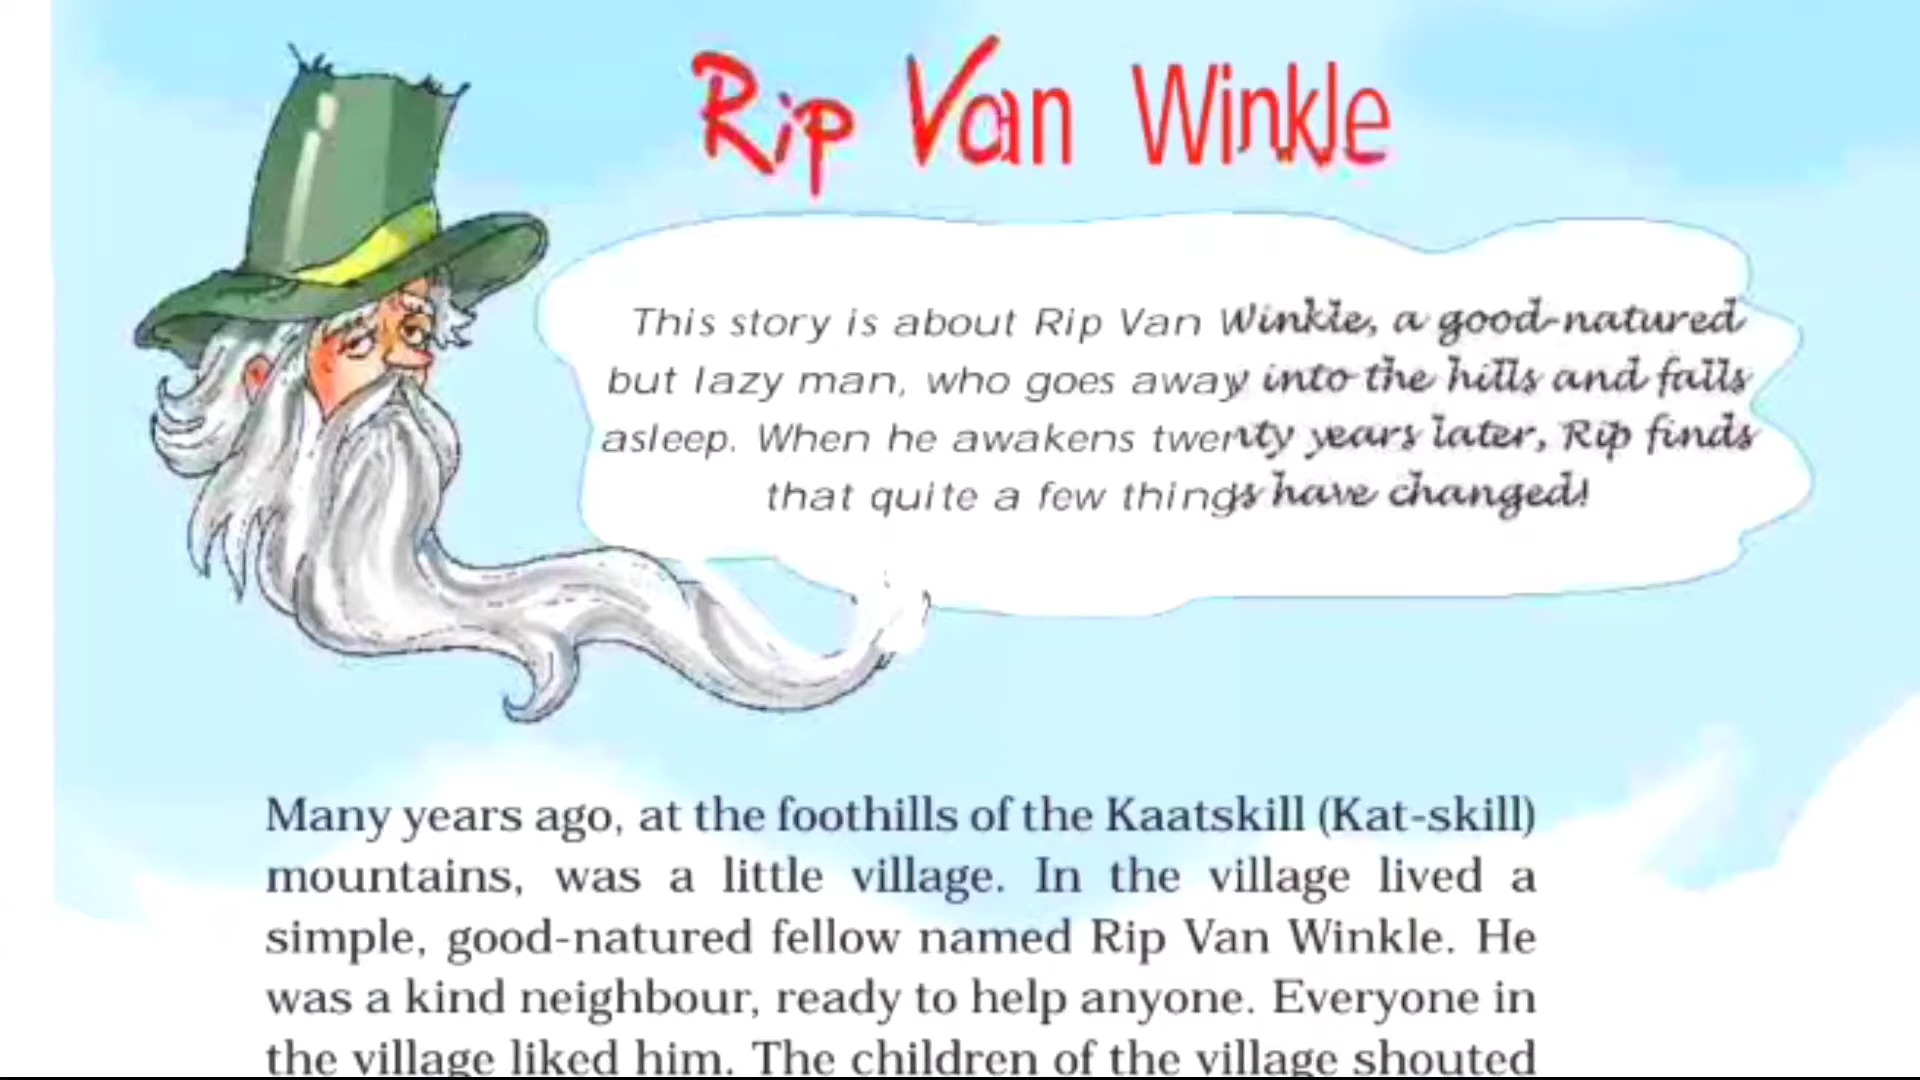 Rip Van Winkle
This story is about Rip Van Winkle, a good-natured
but lazy man, who goes away into the hills and falls
asleep. When he awakens twenty years later, Rip finds
that quite a few things have changed!
Many years ago, at the foothills of the Kaatskill (Kat-skill)
mountains, was a little village. In the village lived a
simple, good-natured fellow named Rip Van Winkle. He
was a kind neighbour, ready to help anyone. Everyone in
the village liked him. The children of the village shouted